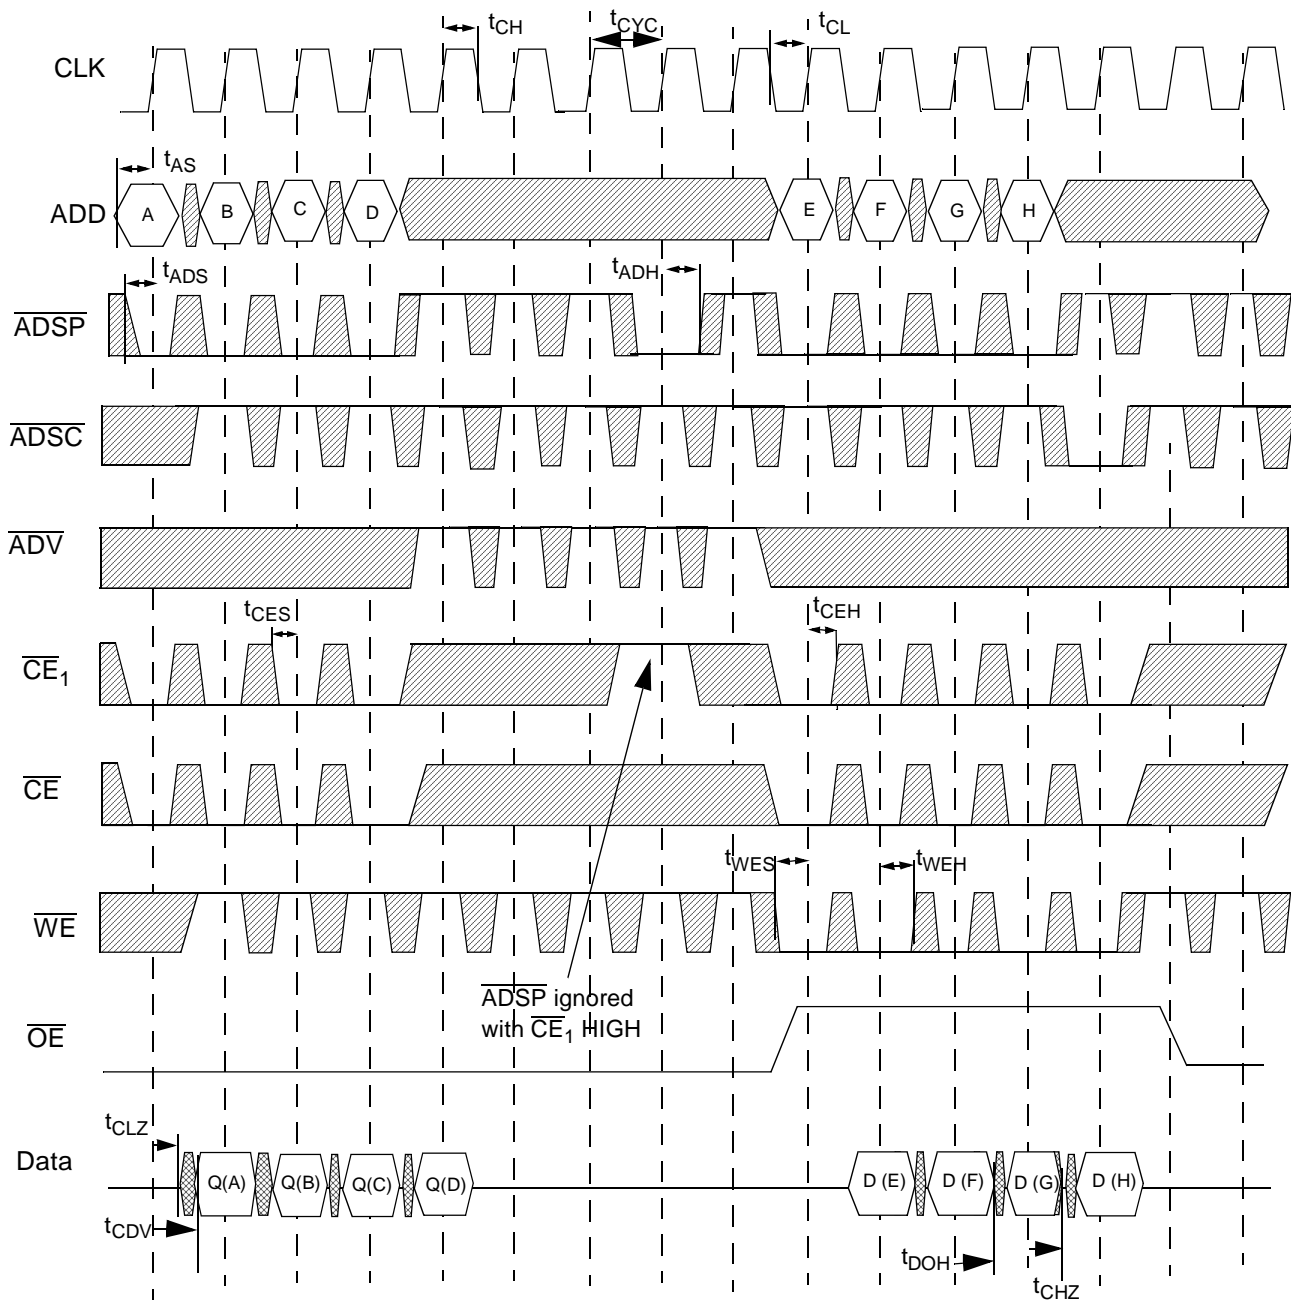 tCH
tCYC
tCL
CLK
tAS
ADD
A
B
C
D
E
F
G
H
tADS
tADH
ADSP
ADSC
ADV
tCES
tCEH
CE1
CE
tWES
tWEH
WE
ADSP ignored
with CE1 HIGH
OE
tCLZ
Data
Q(A)
Q(B)
Q(C)
Q(D)
D (E)
D (F)
D (G)
D (H)
tCDV
tDOH
tCHZ